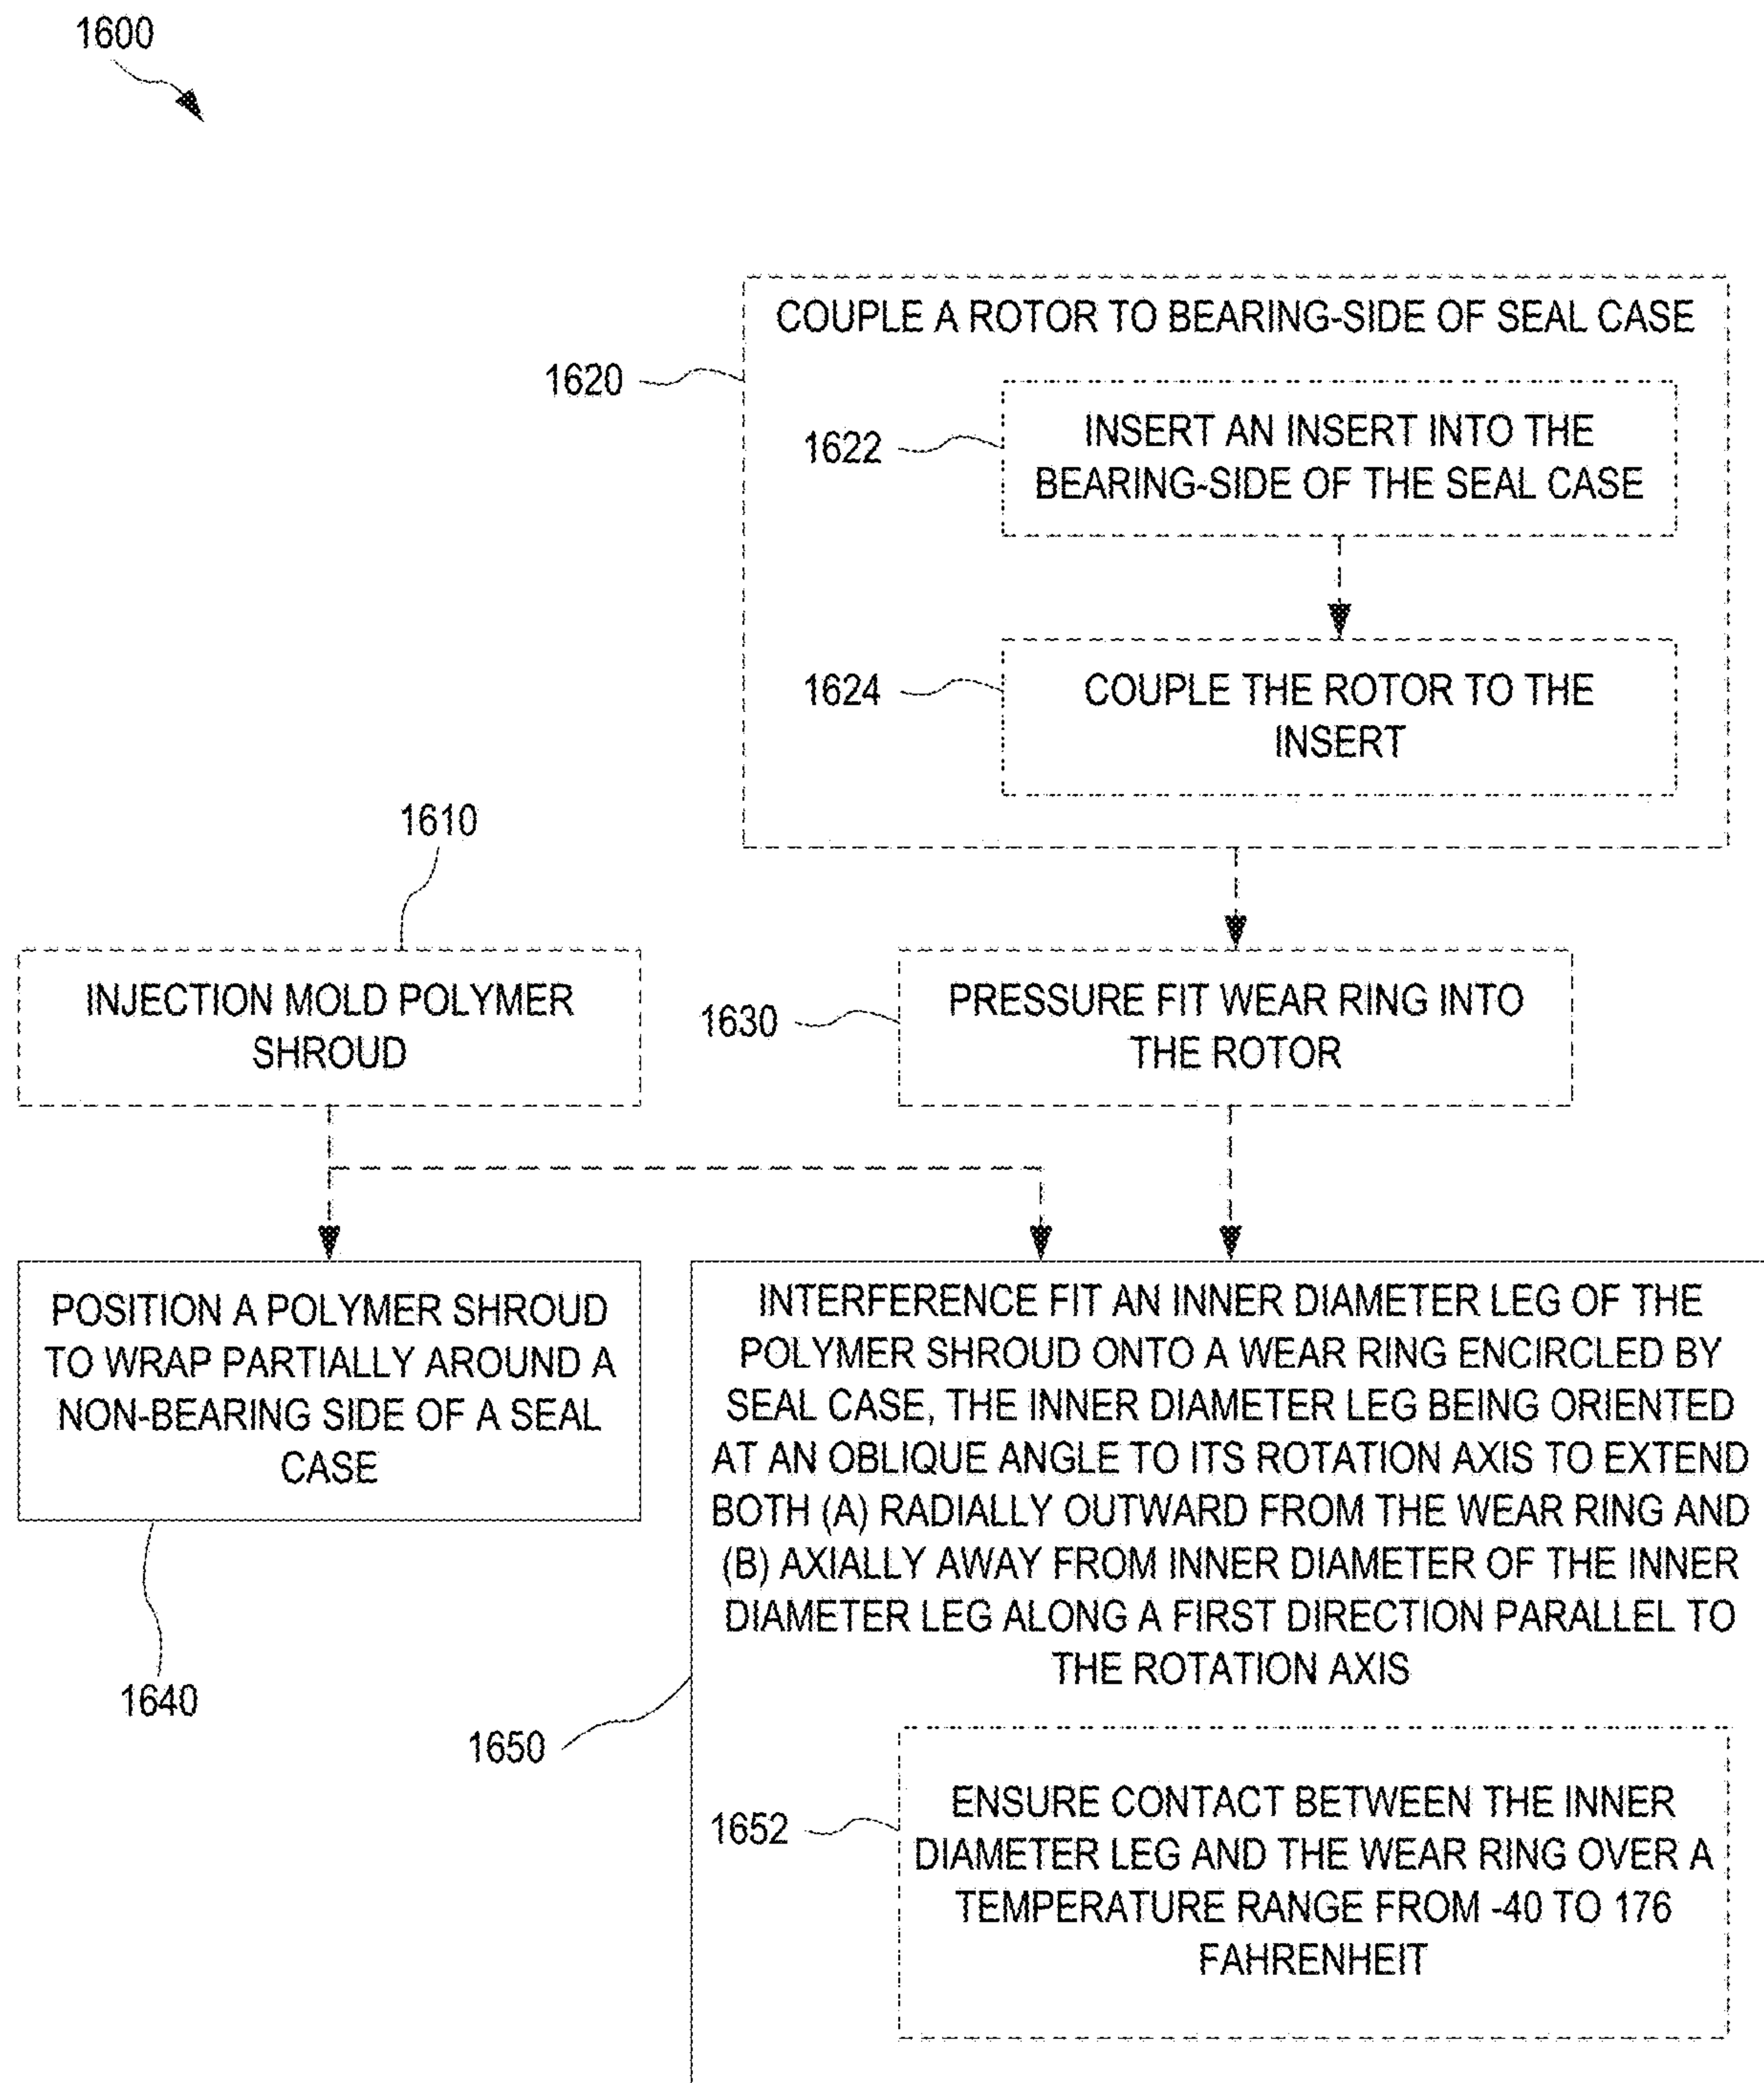 1600
COUPLE A ROTOR TO BEARING-SIDE OF SEAL CASE
1620
1622
INSERT AN INSERT INTO THE
BEARING-SIDE OF THE SEAL CASE
1624
COUPLE THE ROTOR TO THE
INSERT
1610
INJECTION MOLD POLYMER
SHROUD
1630
PRESSURE FIT WEAR RING INTO
THE ROTOR
POSITION A POLYMER SHROUD
TO WRAP PARTIALLY AROUND A
NON-BEARING SIDE OF A SEAL
CASE
1640
INTERFERENCE FIT AN INNER DIAMETER LEG OF THE
POLYMER SHROUD ONTO A WEAR RING ENCIRCLED BY
SEAL CASE, THE INNER DIAMETER LEG BEING ORIENTED
AT AN OBLIQUE ANGLE TO ITS ROTATION AXIS TO EXTEND
BOTH (A) RADIALLY OUTWARD FROM THE WEAR RING AND
(B) AXIALLY AWAY FROM INNER DIAMETER OF THE INNER
DIAMETER LEG ALONG A FIRST DIRECTION PARALLEL TO
THE ROTATION AXIS
1650
1652
ENSURE CONTACT BETWEEN THE INNER
DIAMETER LEG AND THE WEAR RING OVER A
TEMPERATURE RANGE FROM -40 TO 176
FAHRENHEIT